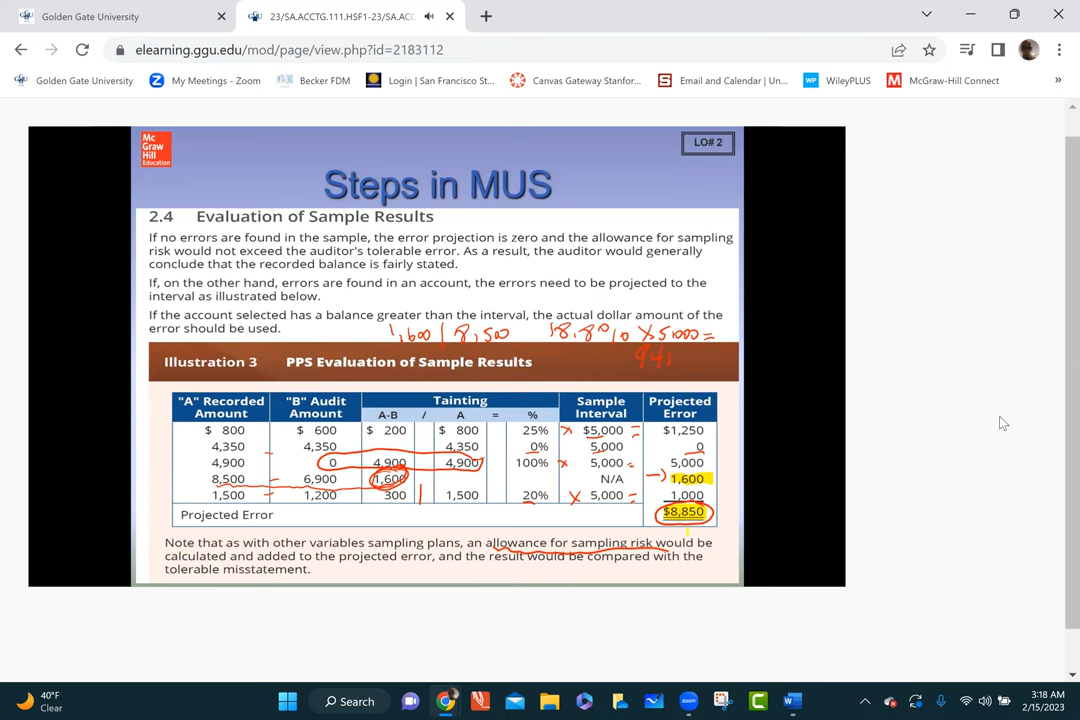 Golden Gate University
23/SA.ACCTG.111.HSF1-23/SA.ACC
elearning.ggu.edu/mod/page/view.php?id=2183112
Golden Gate University My Meetings - Zoom Becker FDM Login | San Francisco St... Canvas Gateway Stanfor... Email and Calendar | Un... WileyPLUS McGraw-Hill Connect »
Mc
Graw
Hill
Education
LO# 2
Steps in MUS
2.4 Evaluation of Sample Results
If no errors are found in the sample, the error projection is zero and the allowance for sampling
risk would not exceed the auditor's tolerable error. As a result, the auditor would generally
conclude that the recorded balance is fairly stated.
If, on the other hand, errors are found in an account, the errors need to be projected to the
interval as illustrated below.
If the account selected has a balance greater than the interval, the actual dollar amount of the
error should be used.
1,600 / 8,500 18.8% x 5000 =
941
Illustration 3 PPS Evaluation of Sample Results
"A" Recorded Amount "B" Audit Amount Tainting Sample Interval Projected Error
A-B / A = %
$ 800 $ 600 $ 200 $ 800 25% x $5,000 = $1,250
4,350 4,350 4,350 0% 5,000 0
4,900 0 4,900 4,900 100% x 5,000 = 5,000
8,500 - 6,900 1,600 N/A → 1,600
1,500 = 1,200 300 / 1,500 20% x 5,000 = 1,000
Projected Error $8,850
Note that as with other variables sampling plans, an allowance for sampling risk would be
calculated and added to the projected error, and the result would be compared with the
tolerable misstatement.
40°F
Clear
Search
3:18 AM
2/15/2023